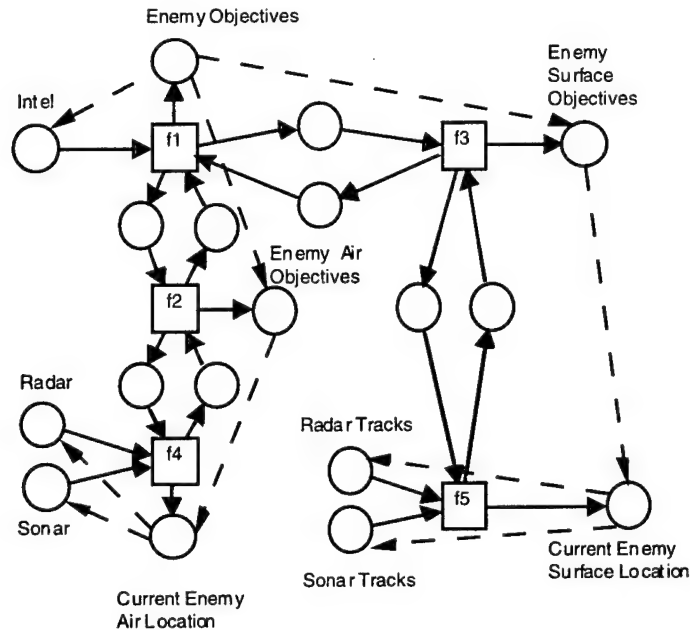 Enemy Objectives
Intel
f1
f3
Enemy
Surface
Objectives
Enemy Air
Objectives
f2
Radar
f4
Sonar
Current Enemy
Air Location
Radar Tracks
f5
Sonar Tracks
Current Enemy
Surface Location